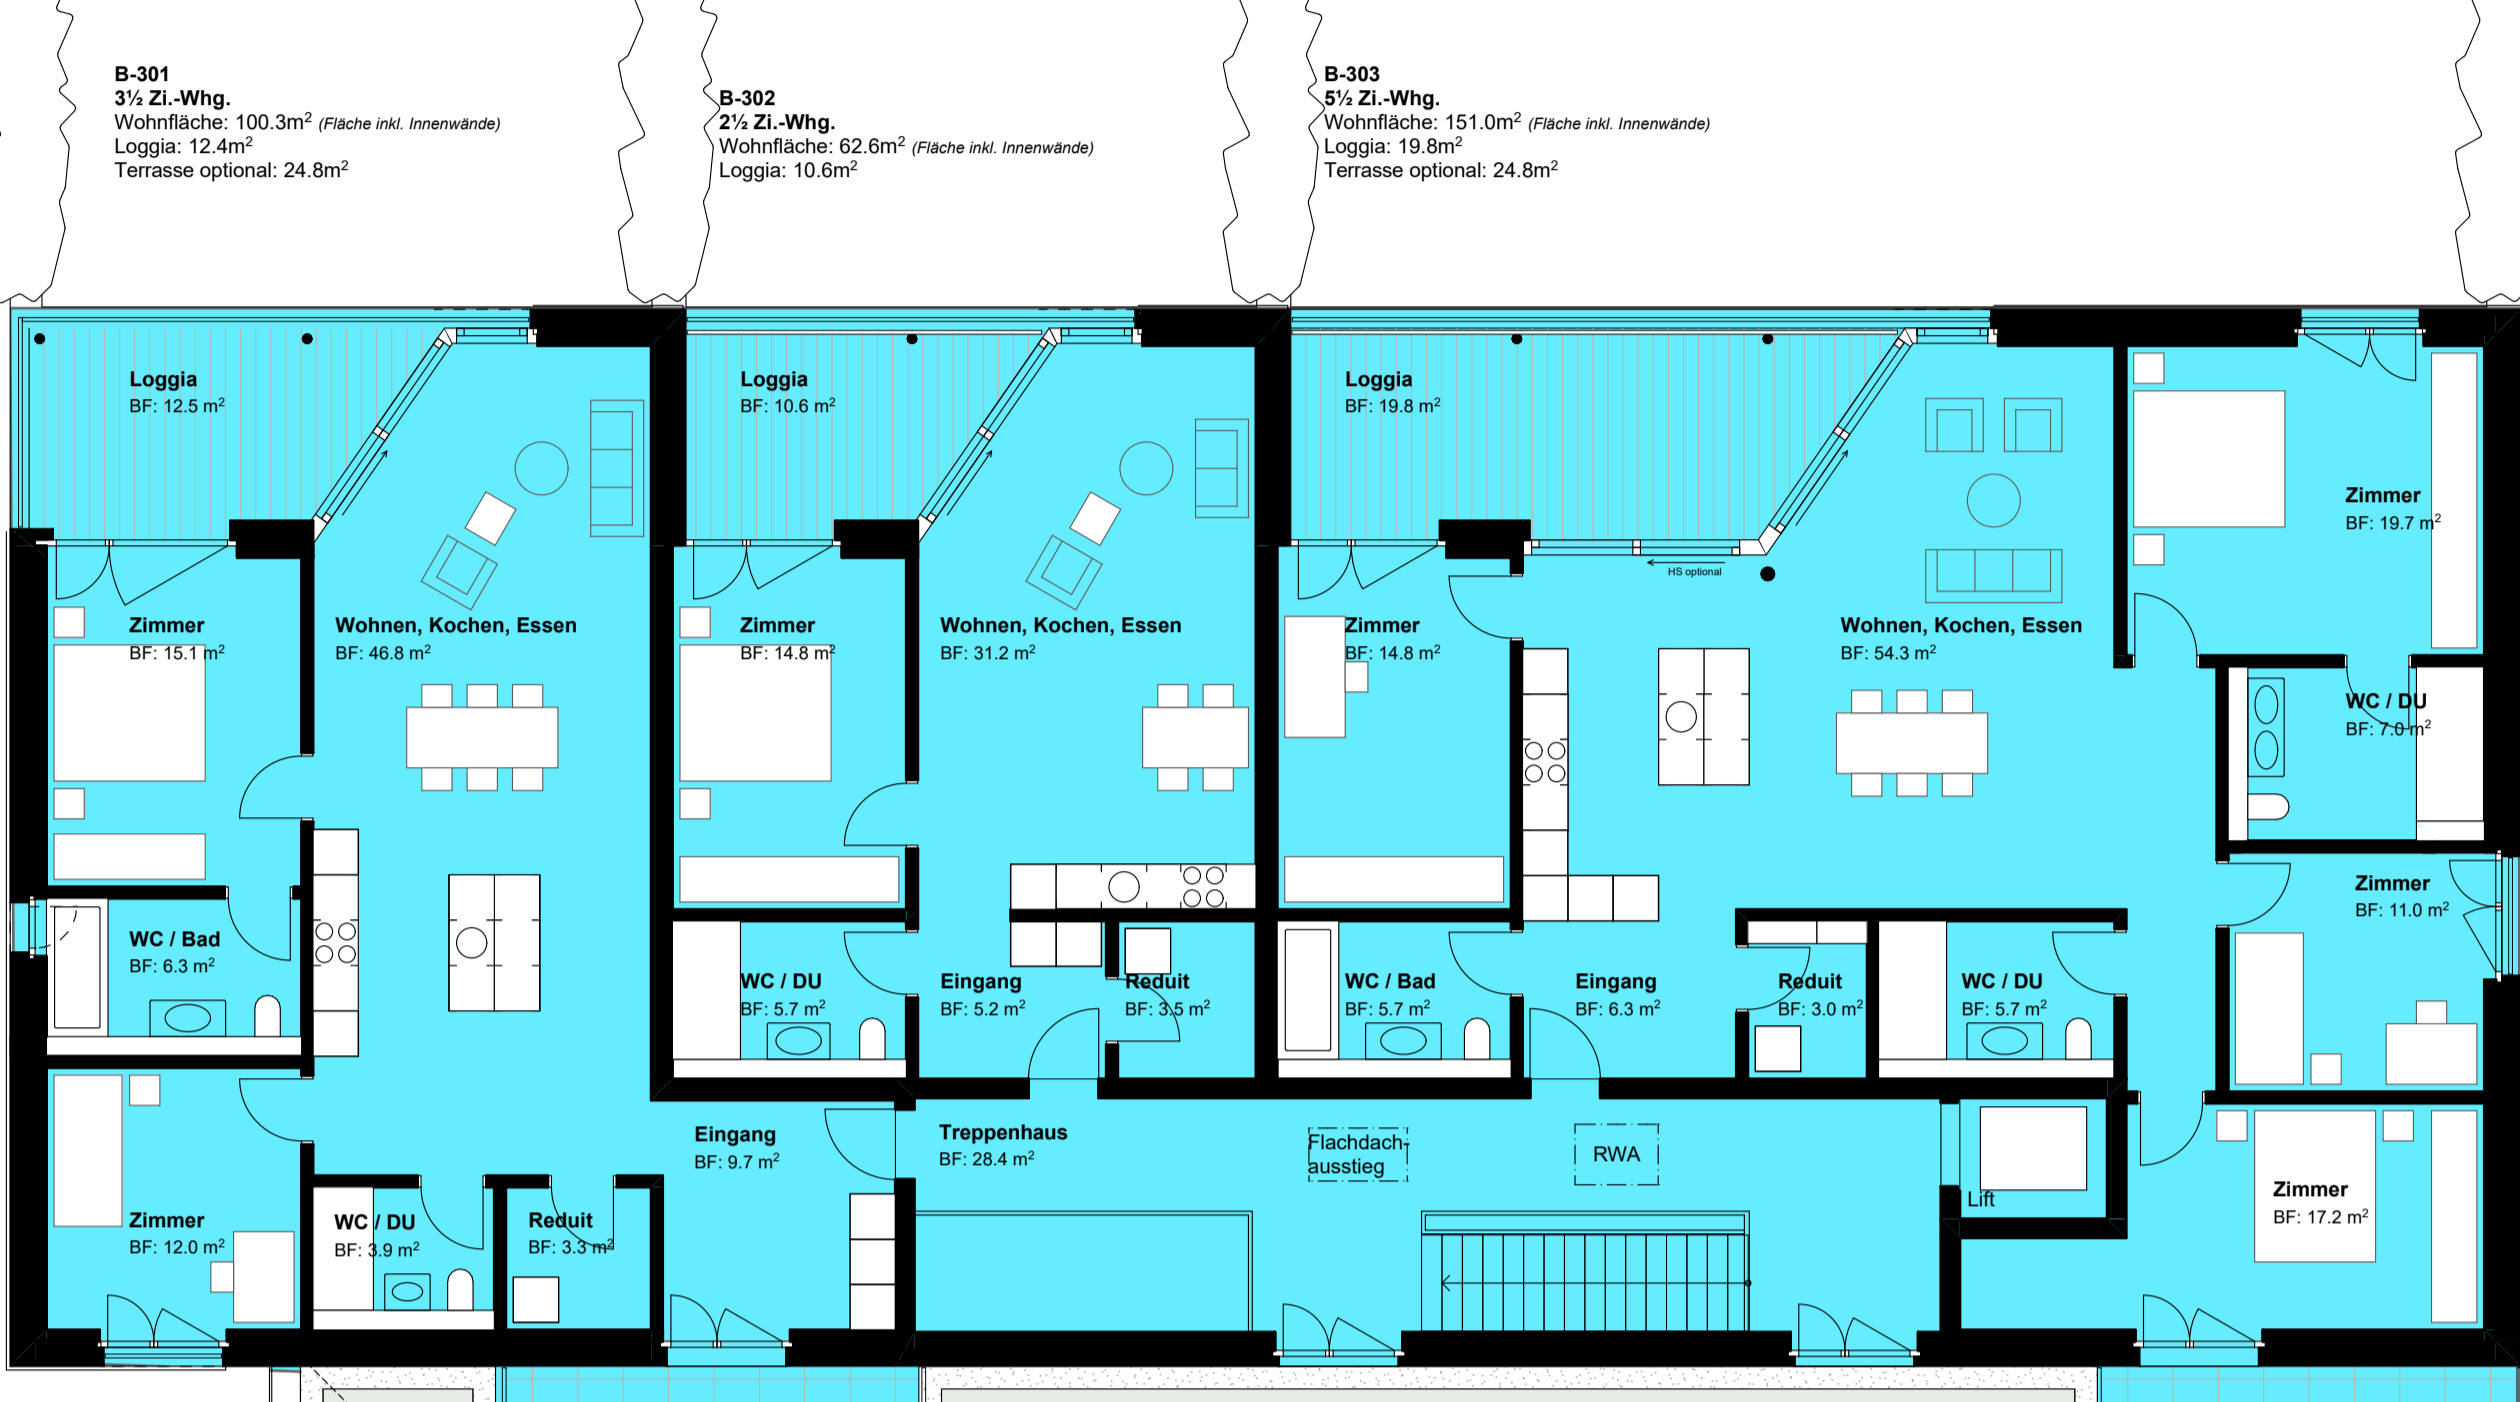 B-301
3½ Zi.-Whg.
Wohnfläche: 100.3m² (Fläche inkl. Innenwände)
Loggia: 12.4m²
Terrasse optional: 24.8m²
B-302
2½ Zi.-Whg.
Wohnfläche: 62.6m² (Fläche inkl. Innenwände)
Loggia: 10.6m²
B-303
5½ Zi.-Whg.
Wohnfläche: 151.0m² (Fläche inkl. Innenwände)
Loggia: 19.8m²
Terrasse optional: 24.8m²
Loggia
BF: 12.5 m²
Loggia
BF: 10.6 m²
Loggia
BF: 19.8 m²
Zimmer
BF: 19.7 m²
HS optional
Zimmer
BF: 15.1 m²
Wohnen, Kochen, Essen
BF: 46.8 m²
Zimmer
BF: 14.8 m²
Wohnen, Kochen, Essen
BF: 31.2 m²
Zimmer
BF: 14.8 m²
Wohnen, Kochen, Essen
BF: 54.3 m²
WC / DU
BF: 7.0 m²
Zimmer
BF: 11.0 m²
WC / Bad
BF: 6.3 m²
WC / DU
BF: 5.7 m²
Eingang
BF: 5.2 m²
Reduit
BF: 3.5 m²
WC / Bad
BF: 5.7 m²
Eingang
BF: 6.3 m²
Reduit
BF: 3.0 m²
WC / DU
BF: 5.7 m²
Eingang
BF: 9.7 m²
Treppenhaus
BF: 28.4 m²
Flachdach-
ausstieg
RWA
Lift
Zimmer
BF: 17.2 m²
Zimmer
BF: 12.0 m²
WC / DU
BF: 3.9 m²
Reduit
BF: 3.3 m²